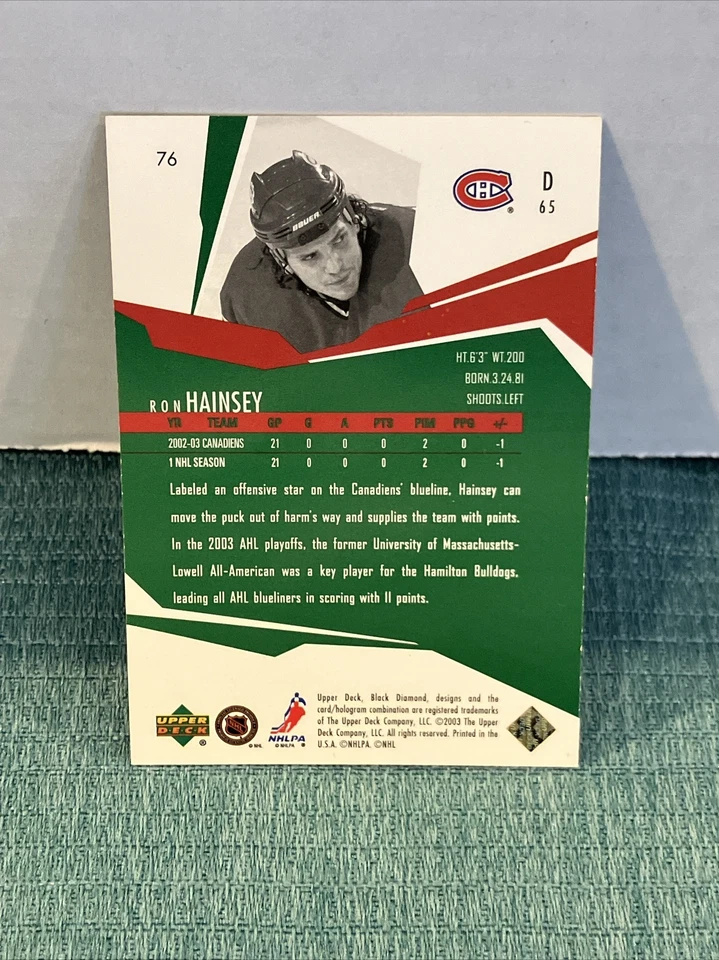 76
BAUER
CH
®
D
65
HT.6'3" WT.200
BORN.3.24.81
SHOOTS.LEFT
RON HAINSEY
YR TEAM GP G A PTS PIM PPG +/-
2002-03 CANADIENS 21 0 0 0 2 0 -1
1 NHL SEASON 21 0 0 0 2 0 -1
Labeled an offensive star on the Canadiens' blueline, Hainsey can
move the puck out of harm's way and supplies the team with points.
In the 2003 AHL playoffs, the former University of Massachusetts-
Lowell All-American was a key player for the Hamilton Bulldogs,
leading all AHL blueliners in scoring with 11 points.
UPPER
DECK
®
NHL
© NHL
NHLPA
© NHLPA ®
Upper Deck, Black Diamond, designs and the
card/hologram combination are registered trademarks
of The Upper Deck Company, LLC. ©2003 The Upper
Deck Company, LLC. All rights reserved. Printed in the
U.S.A. ©NHLPA. ©NHL